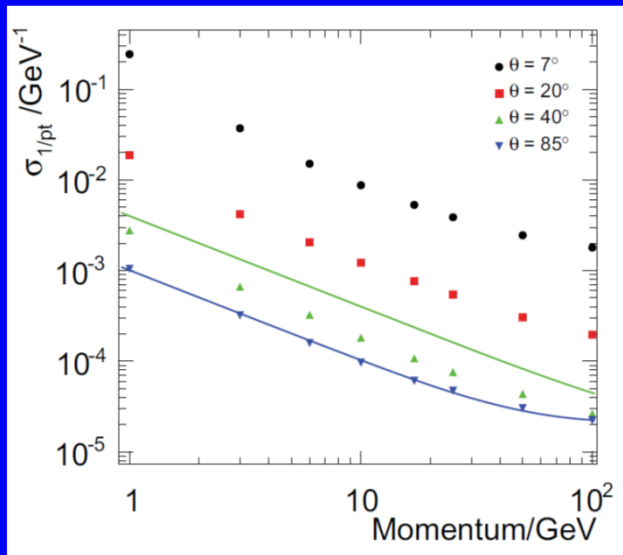 σ1/pt /GeV⁻¹
10⁻¹
10⁻²
10⁻³
10⁻⁴
10⁻⁵
θ = 7°
θ = 20°
θ = 40°
θ = 85°
1
10
10²
Momentum/GeV